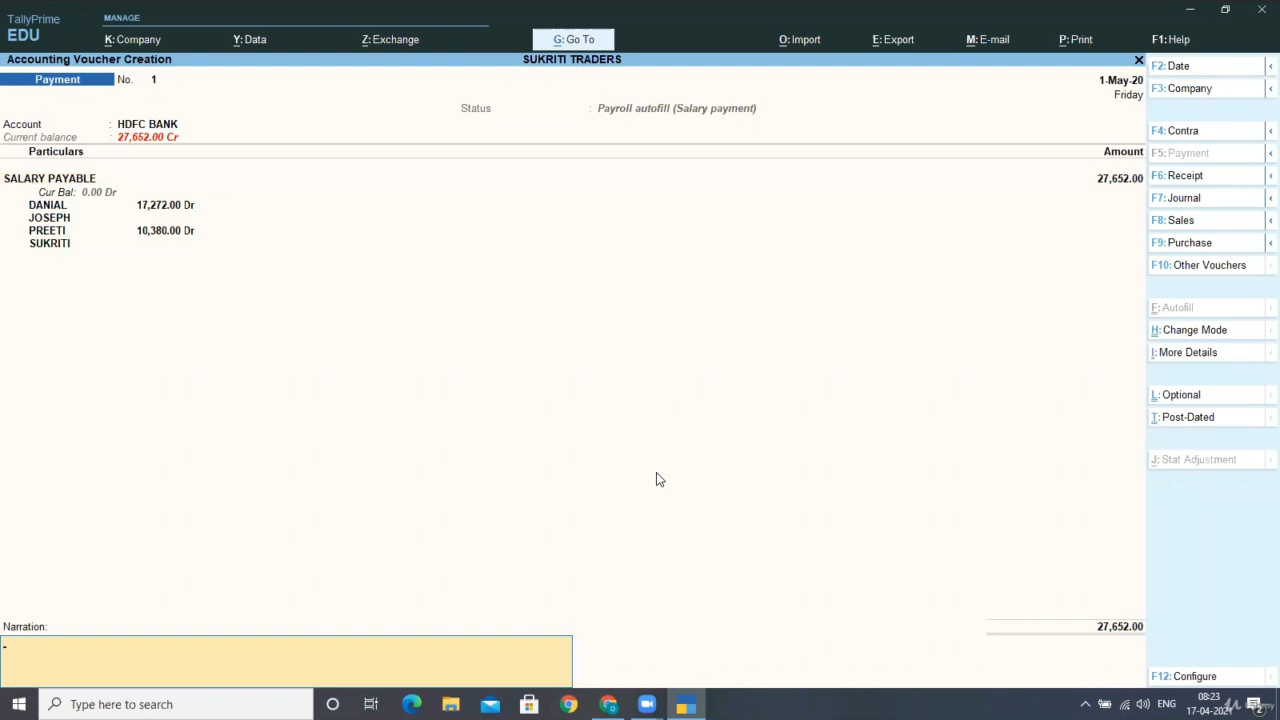 TallyPrime
EDU
MANAGE
K: Company
Y: Data
Z: Exchange
G: Go To
O: Import
E: Export
M: E-mail
P: Print
F1: Help
Accounting Voucher Creation
SUKRITI TRADERS
Payment No. 1
1-May-20
Friday
Status : Payroll autofill (Salary payment)
Account : HDFC BANK
Current balance : 27,652.00 Cr
Particulars Amount
SALARY PAYABLE 27,652.00
Cur Bal: 0.00 Dr
DANIAL 17,272.00 Dr
JOSEPH
PREETI 10,380.00 Dr
SUKRITI
Narration: 27,652.00
F2: Date
F3: Company
F4: Contra
F5: Payment
F6: Receipt
F7: Journal
F8: Sales
F9: Purchase
F10: Other Vouchers
F: Autofill
H: Change Mode
I: More Details
L: Optional
T: Post-Dated
J: Stat Adjustment
F12: Configure
Type here to search
ENG
08:23
17-04-2021